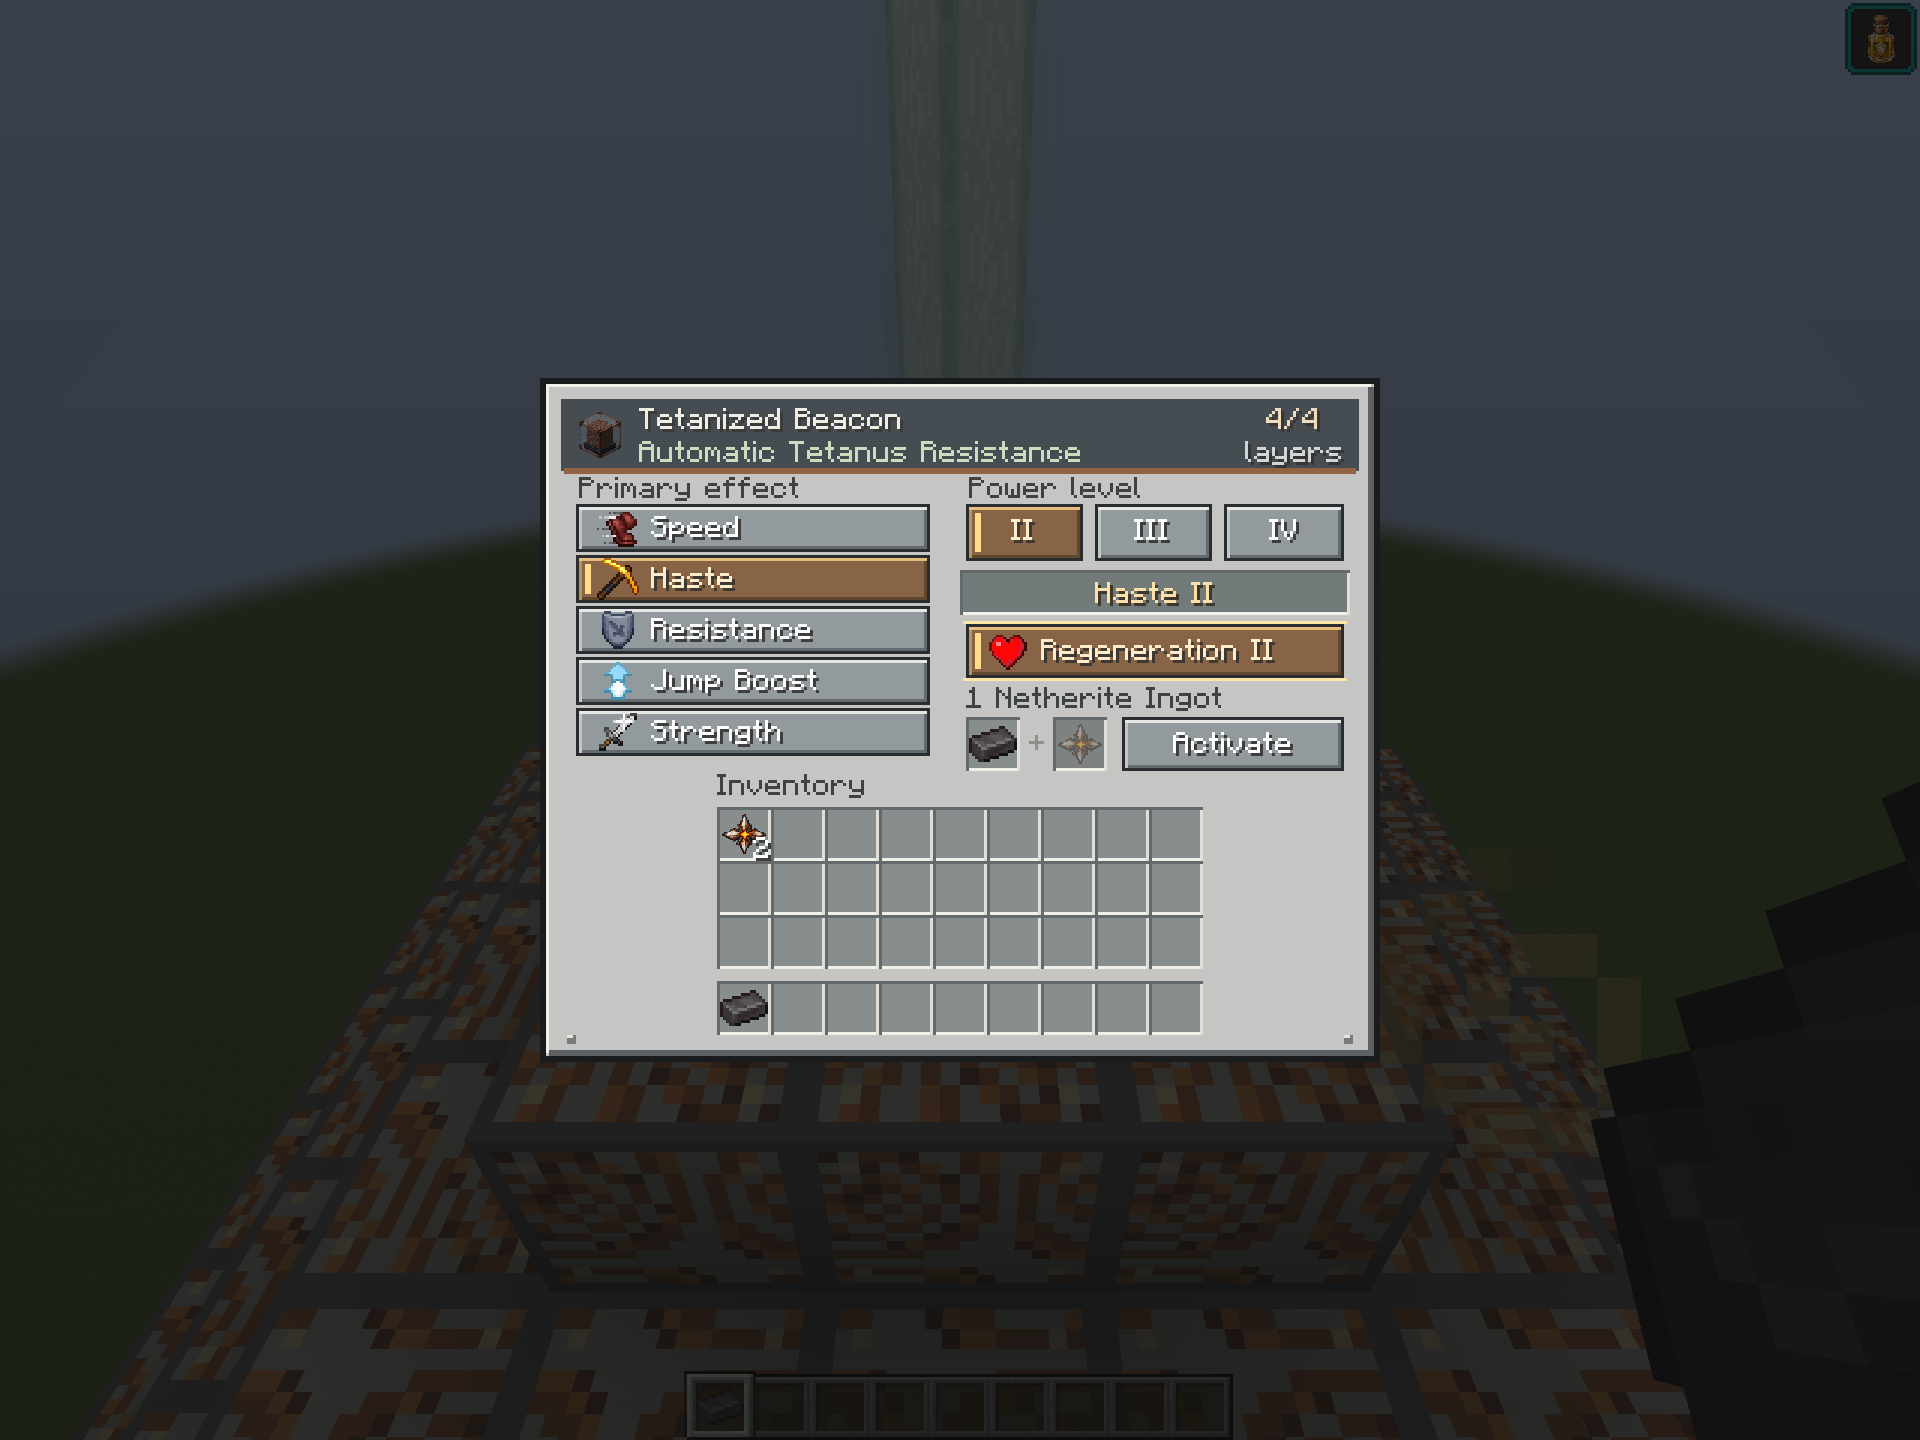 Tetanized Beacon
Automatic Tetanus Resistance
4/4
layers
Primary effect
Speed
Haste
Resistance
Jump Boost
Strength
Power level
II
III
IV
Haste II
Regeneration II
1 Netherite Ingot
+
Activate
Inventory
2